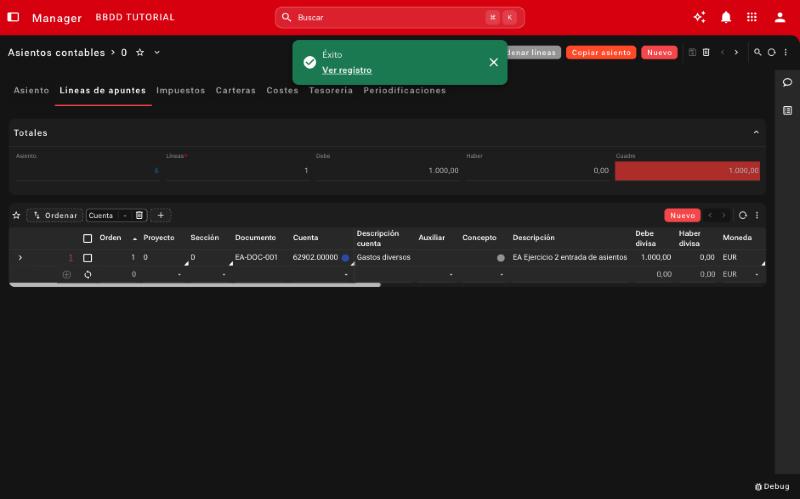 Manager
BBDD TUTORIAL
Buscar
⌘ K
Asientos contables > 0
Éxito
Ver registro
enar líneas
Copiar asiento
Nuevo
Asiento
Líneas de apuntes
Impuestos
Carteras
Costes
Tesorería
Periodificaciones
Totales
Asiento
Líneas*
Debe
Haber
Cuadre
1
1.000,00
0,00
1.000,00
Ordenar
Cuenta -
Nuevo
Orden Proyecto Sección Documento Cuenta Descripción cuenta Auxiliar Concepto Descripción Debe divisa Haber divisa Moneda
1 1 0 0 EA-DOC-001 62902.00000 Gastos diversos EA Ejercicio 2 entrada de asientos 1.000,00 0,00 EUR
0 - - - - - 0,00 0,00 EUR -
Debug